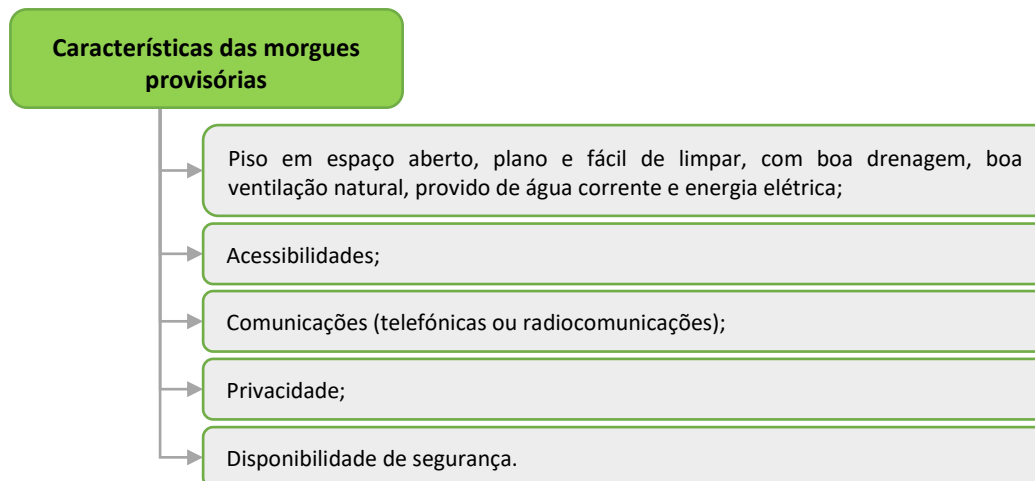 Características das morgues
provisórias
Piso em espaço aberto, plano e fácil de limpar, com boa drenagem, boa
ventilação natural, provido de água corrente e energia elétrica;
Acessibilidades;
Comunicações (telefónicas ou radiocomunicações);
Privacidade;
Disponibilidade de segurança.